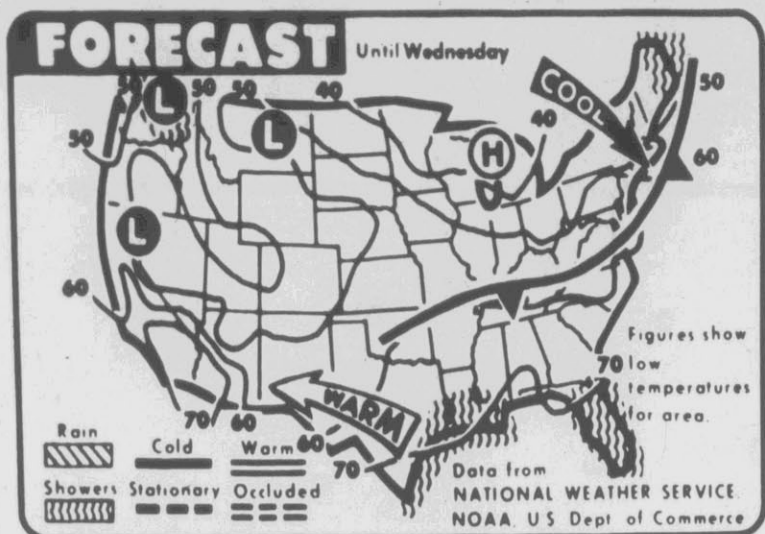 FORECAST
Until Wednesday
50 50 50 50 40
L
L
H
L
COOL
40
50
60
60
70
60
60
70
70
WARM
Figures show
low
temperatures
for area.
Rain Cold Warm
Showers Stationary Occluded
Data from
NATIONAL WEATHER SERVICE,
NOAA, U.S. Dept of Commerce